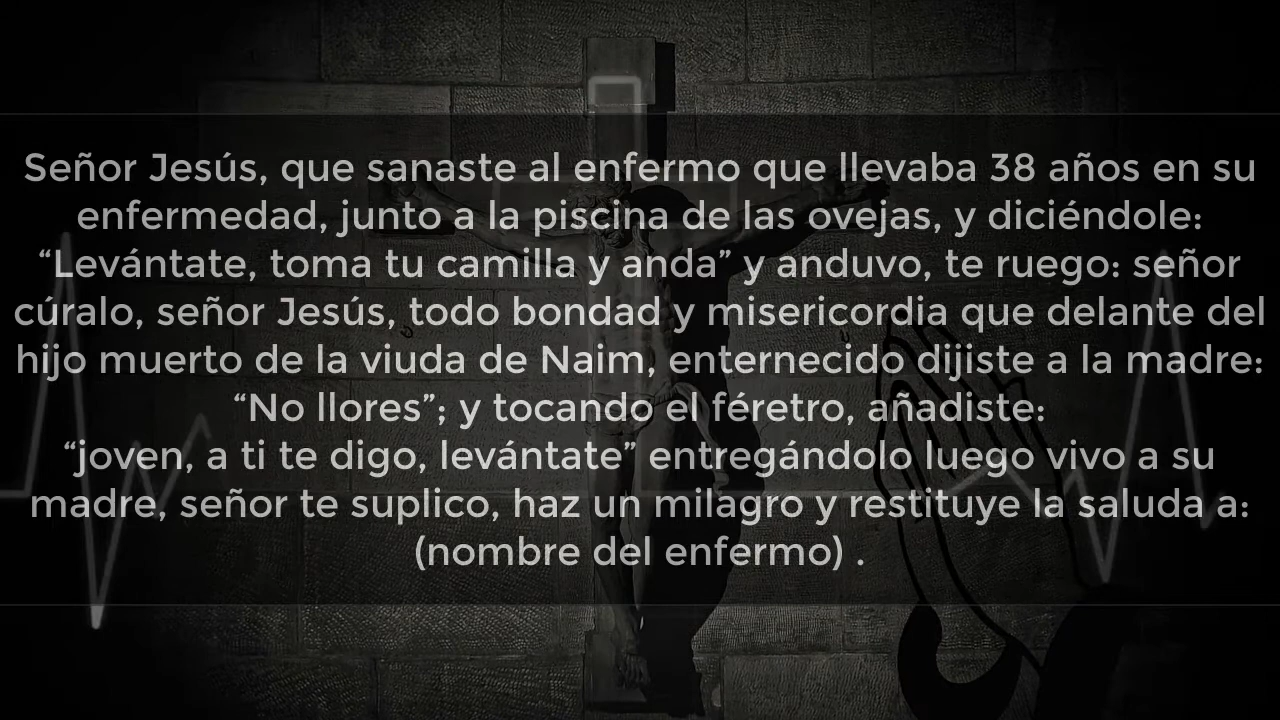 Señor Jesús, que sanaste al enfermo que llevaba 38 años en su
enfermedad, junto a la piscina de las ovejas, y diciéndole:
“Levántate, toma tu camilla y anda” y anduvo, te ruego: señor
cúralo, señor Jesús, todo bondad y misericordia que delante del
hijo muerto de la viuda de Naim, enternecido dijiste a la madre:
“No llores”; y tocando el féretro, añadiste:
“joven, a ti te digo, levántate” entregándolo luego vivo a su
madre, señor te suplico, haz un milagro y restituye la saluda a:
(nombre del enfermo) .